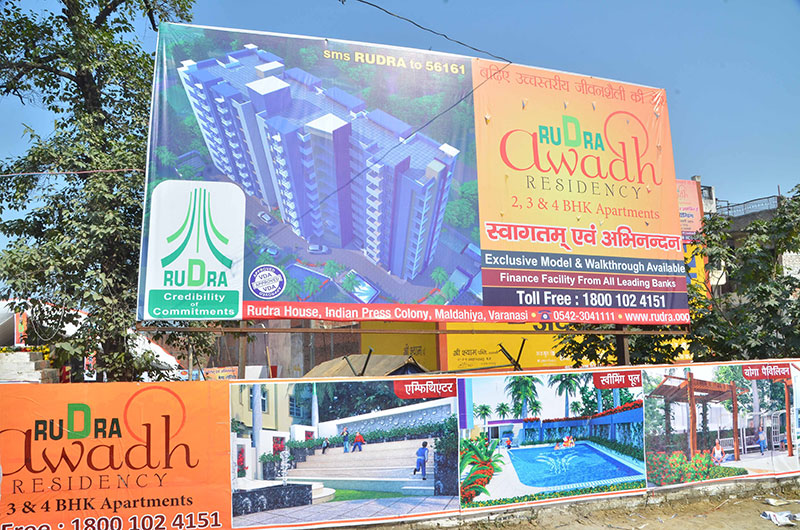 sms RUDRA to 56161
बढ़िए उच्चस्तरीय जीवनशैली की
RUDRA
awadh
RESIDENCY
2, 3 & 4 BHK Apartments
स्वागतम् एवं अभिनन्दन
Exclusive Model & Walkthrough Available
Finance Facility From All Leading Banks
Toll Free : 1800 102 4151
RUDRA
Credibility of
Commitments
VDA
APPROVED
Rudra House, Indian Press Colony, Maldahiya, Varanasi
0542-3041111 • www.rudra.ooo
RUDRA
awadh
RESIDENCY
3 & 4 BHK Apartments
Free : 1800 102 4151
एम्फिथिएटर
स्वीमिंग पूल
योगा पैविलियन